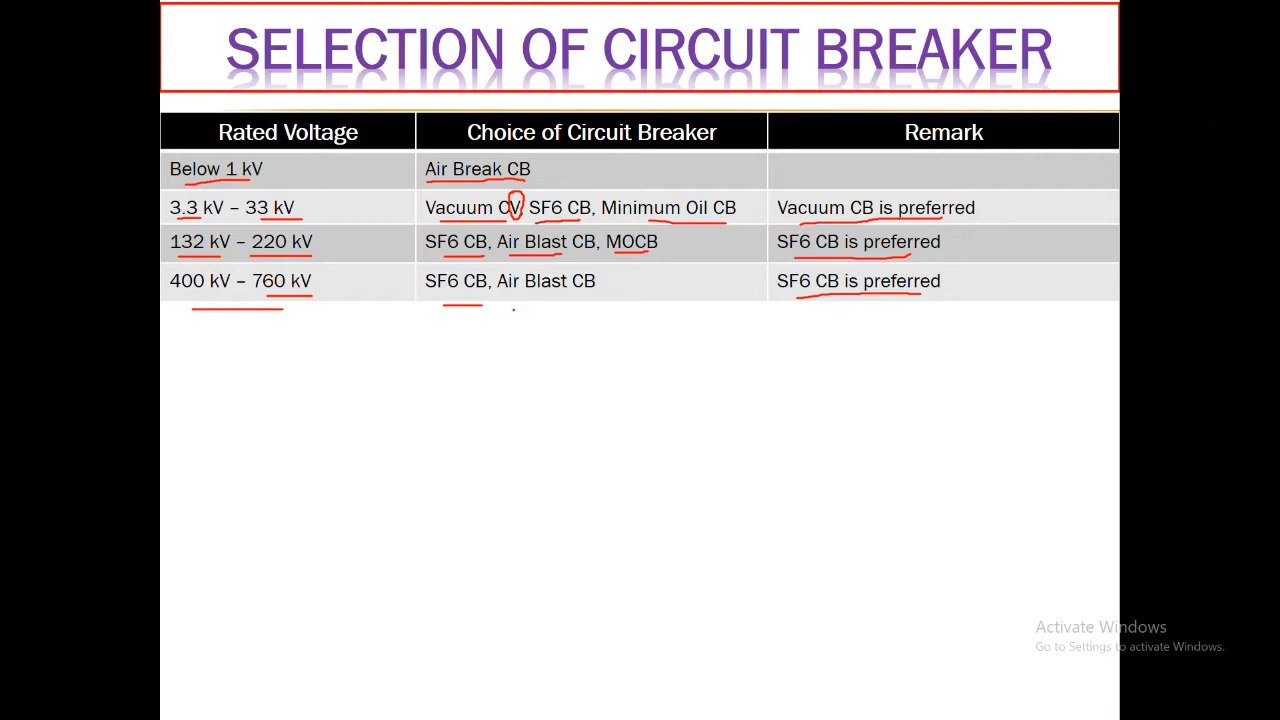 SELECTION OF CIRCUIT BREAKER
Rated Voltage Choice of Circuit Breaker Remark
Below 1 kV Air Break CB
3.3 kV – 33 kV Vacuum CV, SF6 CB, Minimum Oil CB Vacuum CB is preferred
132 kV – 220 kV SF6 CB, Air Blast CB, MOCB SF6 CB is preferred
400 kV – 760 kV SF6 CB, Air Blast CB SF6 CB is preferred
Activate Windows
Go to Settings to activate Windows.